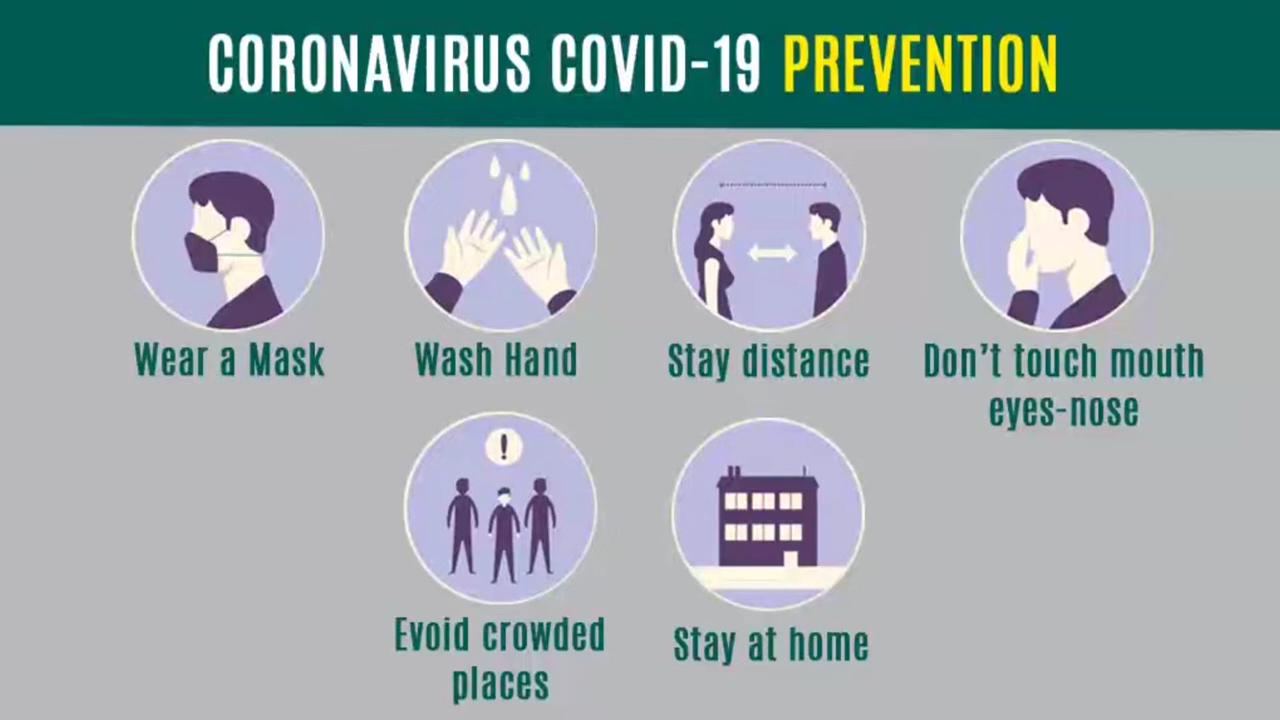 CORONAVIRUS COVID-19 PREVENTION
Wear a Mask
Wash Hand
Stay distance
Don't touch mouth
eyes-nose
!
Evoid crowded
places
Stay at home